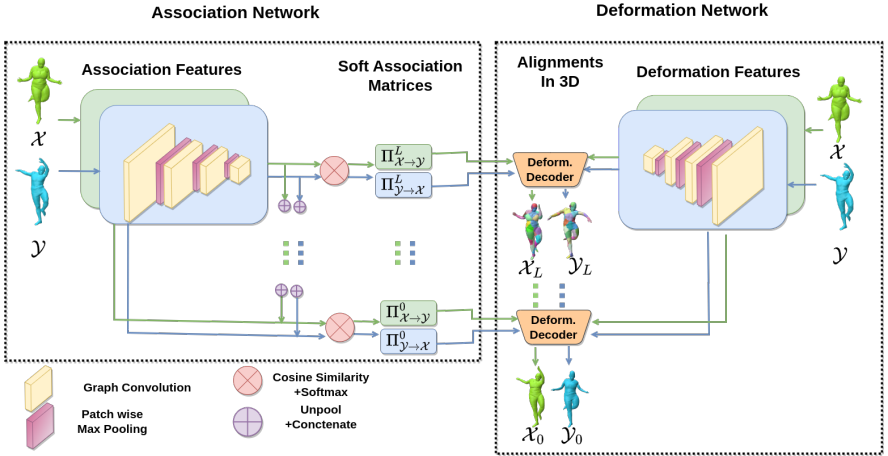 Association Network
Deformation Network
Association Features
Soft Association
Matrices
Alignments
In 3D
Deformation Features
𝒳
𝒴
Π^L_{𝒳→𝒴}
Π^L_{𝒴→𝒳}
Deform.
Decoder
𝒳_L
𝒴_L
𝒳
𝒴
Π^0_{𝒳→𝒴}
Π^0_{𝒴→𝒳}
Deform.
Decoder
𝒳_0
𝒴_0
Graph Convolution
Patch wise
Max Pooling
Cosine Similarity
+Softmax
Unpool
+Conctenate